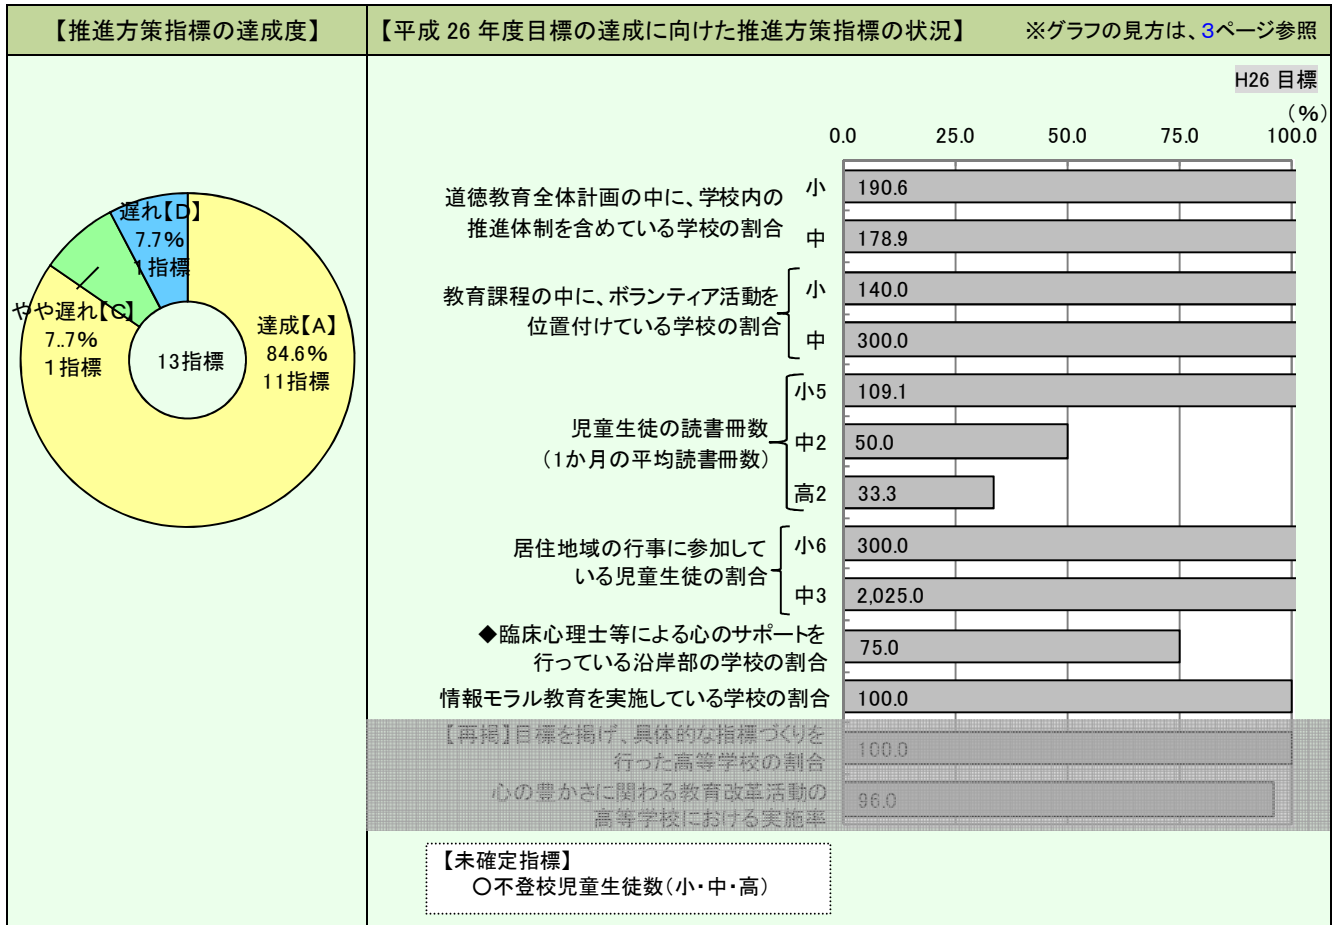 【推進方策指標の達成度】
【平成 26 年度目標の達成に向けた推進方策指標の状況】 ※グラフの見方は、3ページ参照
遅れ【D】
7.7%
1指標
やや遅れ【C】
7..7%
1指標
達成【A】
84.6%
11指標
13指標
H26 目標
(%)
0.0 25.0 50.0 75.0 100.0
道徳教育全体計画の中に、学校内の
推進体制を含めている学校の割合
小 190.6
中 178.9
教育課程の中に、ボランティア活動を
位置付けている学校の割合
小 140.0
中 300.0
児童生徒の読書冊数
(1か月の平均読書冊数)
小5 109.1
中2 50.0
高2 33.3
居住地域の行事に参加して
いる児童生徒の割合
小6 300.0
中3 2,025.0
◆臨床心理士等による心のサポートを
行っている沿岸部の学校の割合
75.0
情報モラル教育を実施している学校の割合 100.0
【再掲】目標を掲げ、具体的な指標づくりを
行った高等学校の割合
100.0
心の豊かさに関わる教育改革活動の
高等学校における実施率
96.0
【未確定指標】
○不登校児童生徒数(小・中・高)